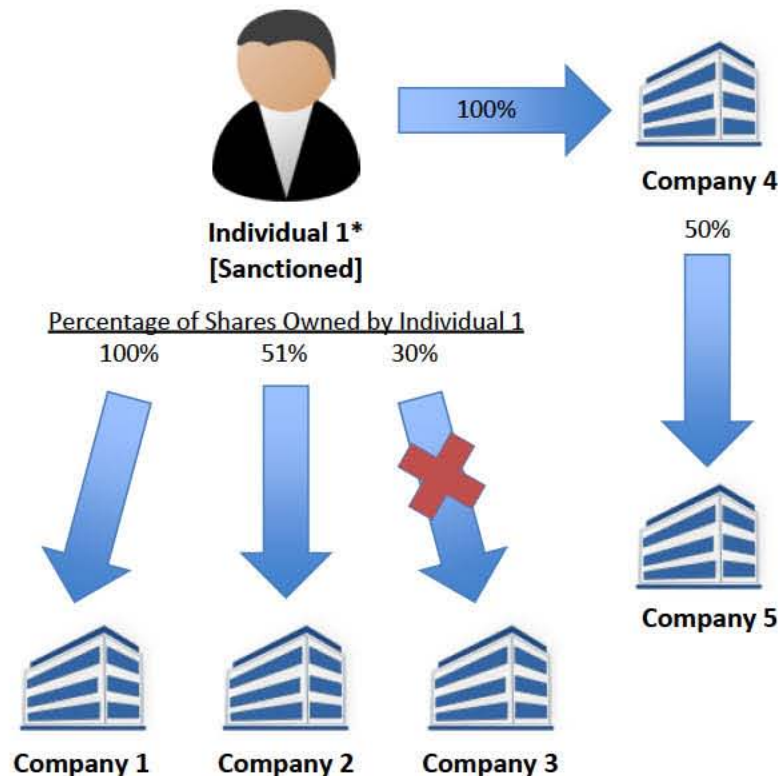 100%
Company 4
Individual 1*
[Sanctioned]
50%
Percentage of Shares Owned by Individual 1
100% 51% 30%
Company 5
Company 1 Company 2 Company 3